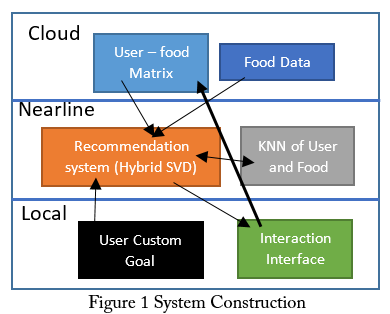 Cloud
User – food
Matrix
Food Data
Nearline
Recommendation
system (Hybrid SVD)
KNN of User
and Food
Local
User Custom
Goal
Interaction
Interface
Figure 1 System Construction